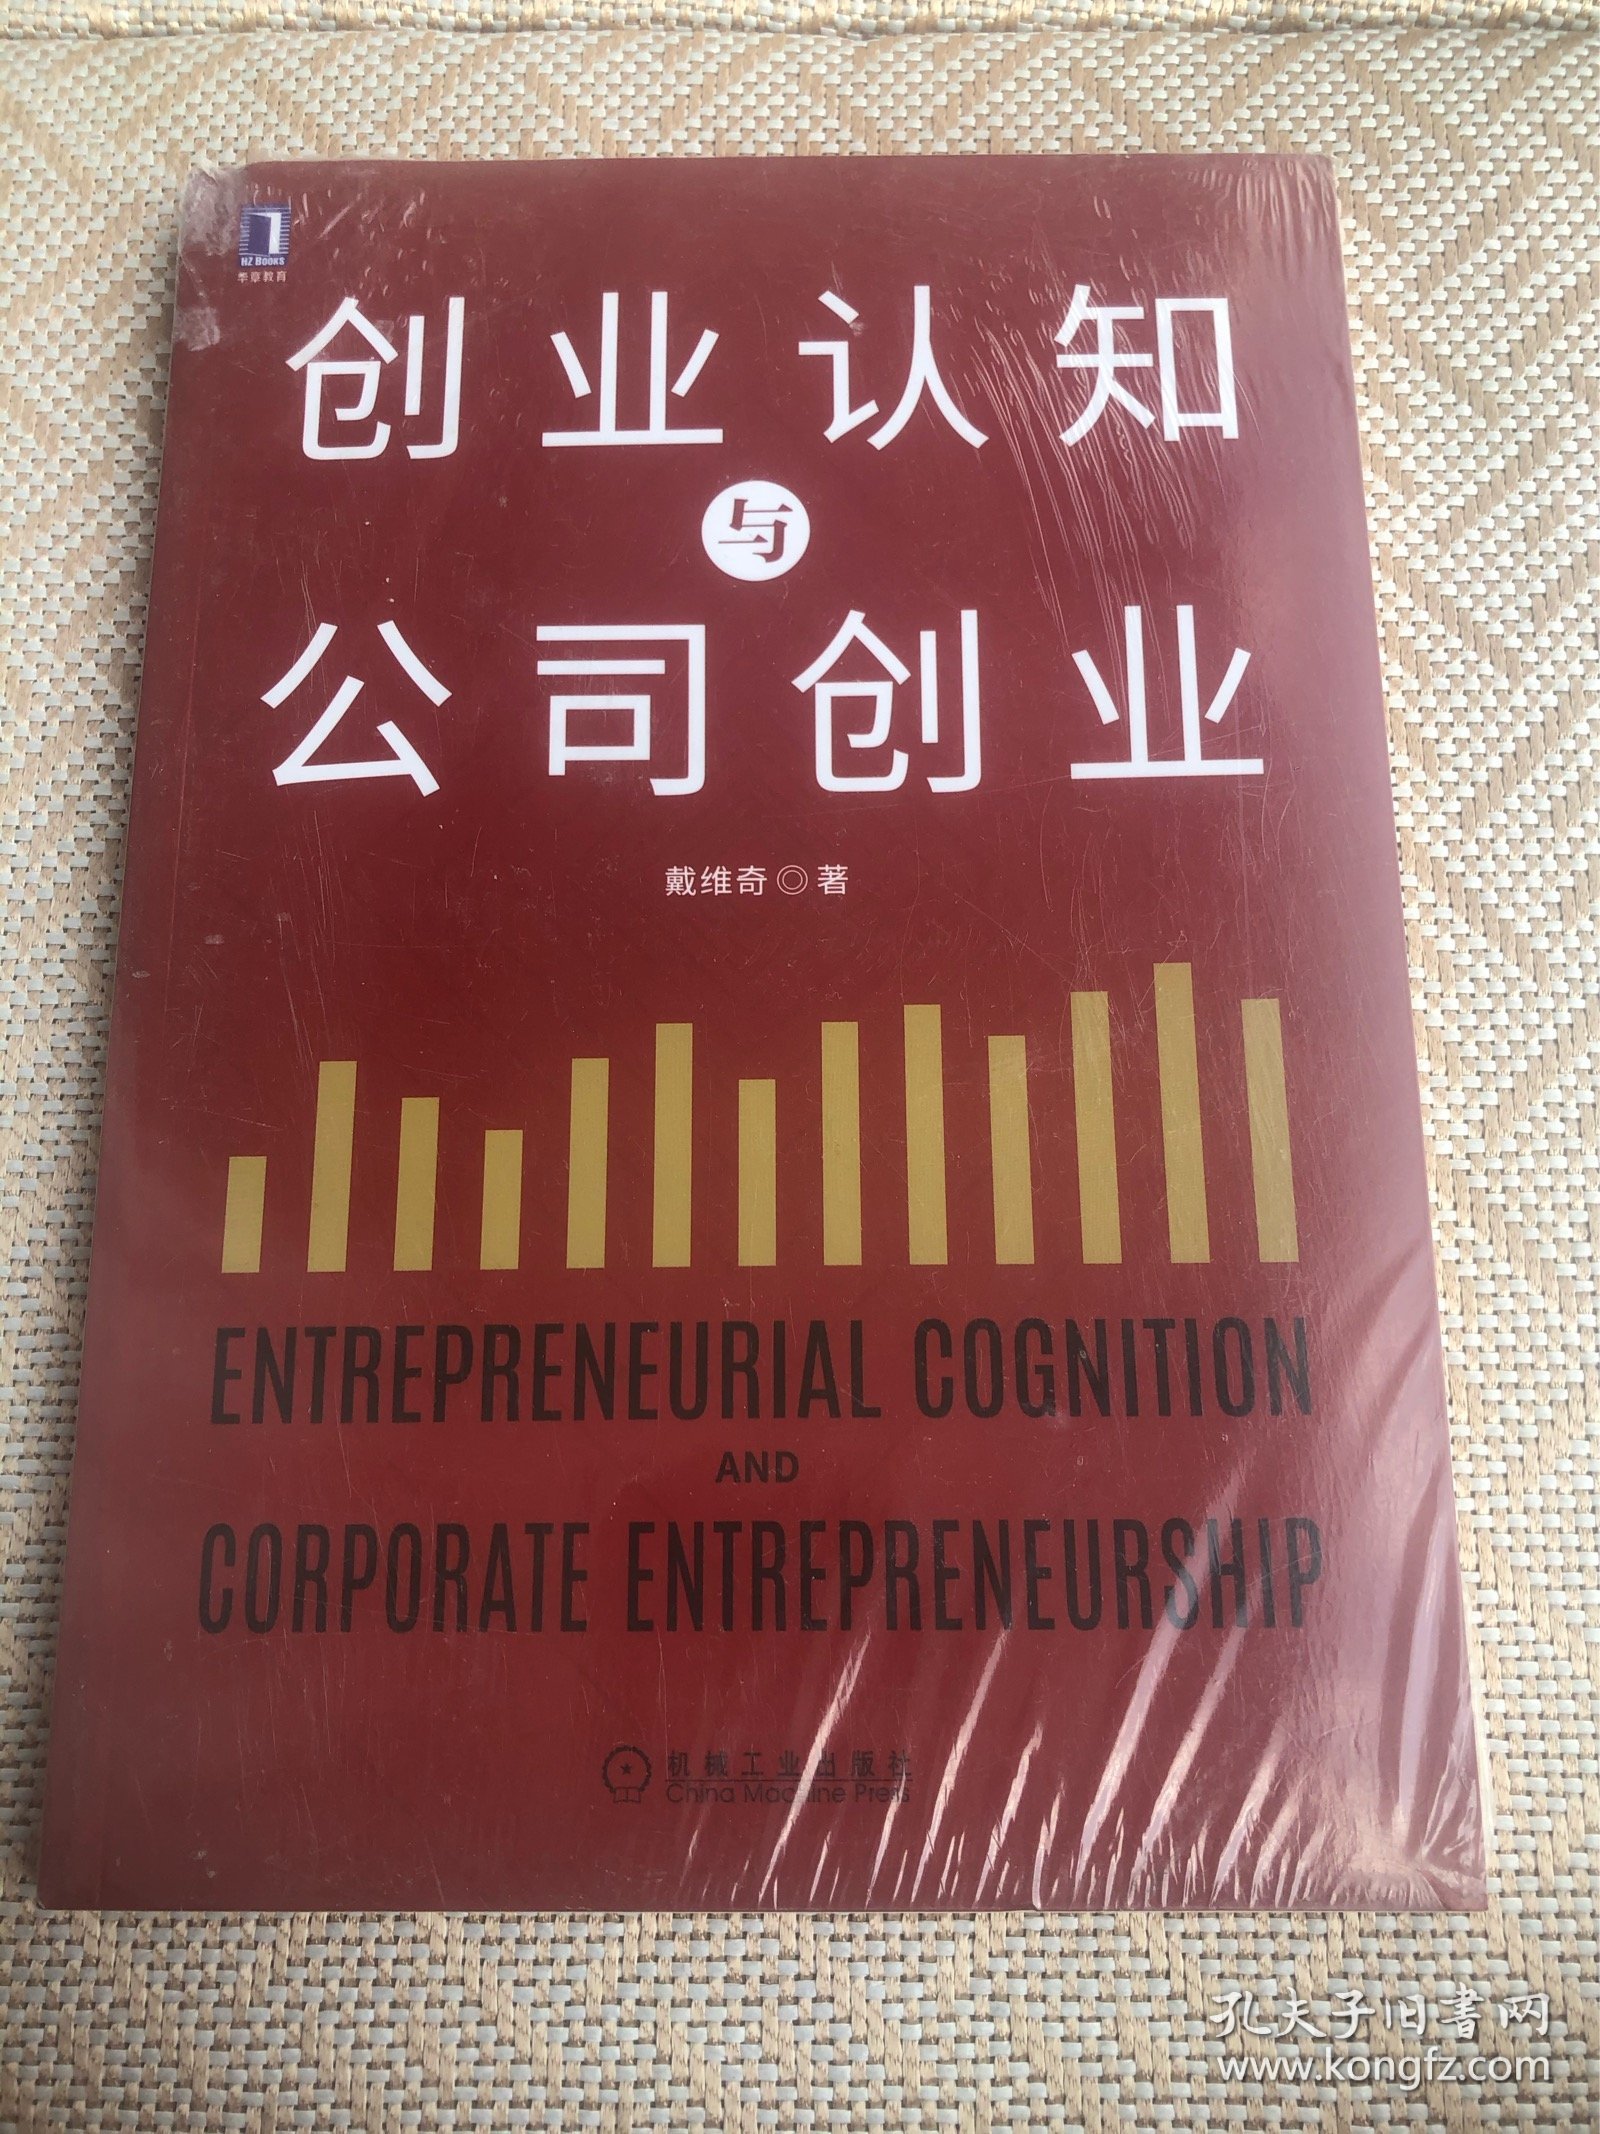 HZ BOOKS
华章教育
创业认知
与
公司创业
戴维奇◎著
ENTREPRENEURIAL COGNITION
AND
CORPORATE ENTREPRENEURSHIP
机械工业出版社
China Machine Press
孔夫子旧书网
www.kongfz.com